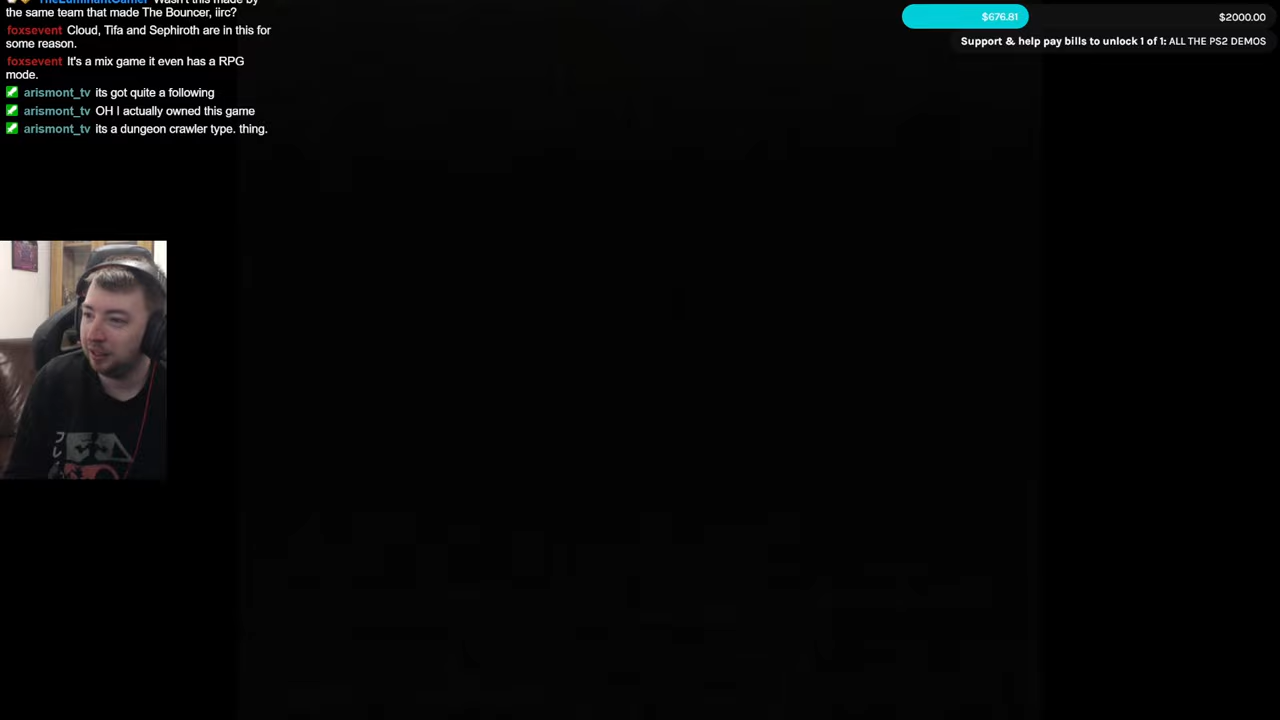 TheLuminantGamer Wasn't this made by
the same team that made The Bouncer, iirc?
foxsevent Cloud, Tifa and Sephiroth are in this for
some reason.
foxsevent It's a mix game it even has a RPG
mode.
arismont_tv its got quite a following
arismont_tv OH I actually owned this game
arismont_tv its a dungeon crawler type. thing.
$676.81 $2000.00
Support & help pay bills to unlock 1 of 1: ALL THE PS2 DEMOS
フレ